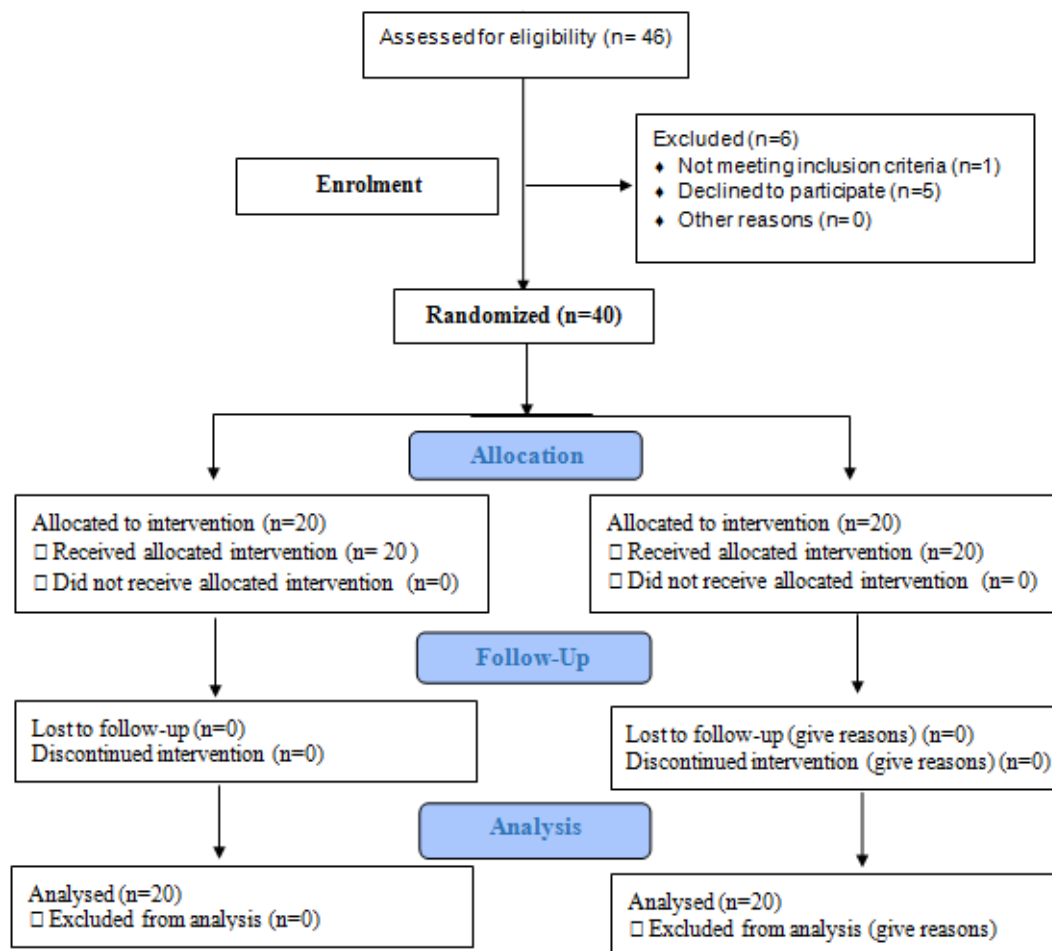 Assessed for eligibility (n= 46)
Excluded (n=6)
♦ Not meeting inclusion criteria (n=1)
♦ Declined to participate (n=5)
♦ Other reasons (n= 0)
Enrolment
Randomized (n=40)
Allocation
Allocated to intervention (n=20)
□ Received allocated intervention (n= 20 )
□ Did not receive allocated intervention (n=0)
Allocated to intervention (n=20)
□ Received allocated intervention (n=20)
□ Did not receive allocated intervention (n= 0)
Follow-Up
Lost to follow-up (n=0)
Discontinued intervention (n=0)
Lost to follow-up (give reasons) (n=0)
Discontinued intervention (give reasons) (n=0)
Analysis
Analysed (n=20)
□ Excluded from analysis (n=0)
Analysed (n=20)
□ Excluded from analysis (give reasons)